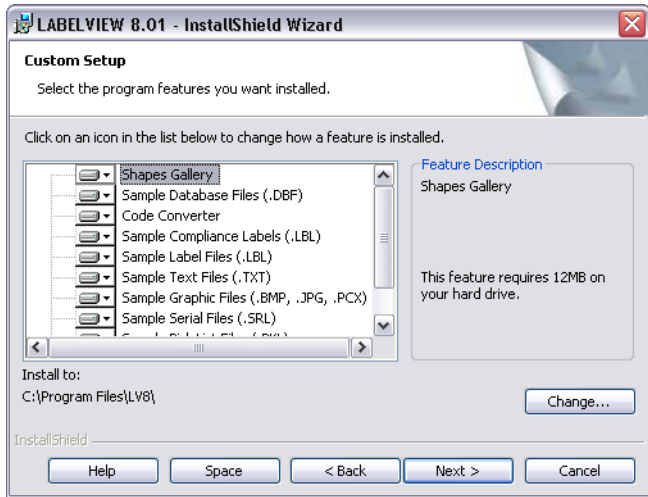 LABELVIEW 8.01 - InstallShield Wizard
Custom Setup
Select the program features you want installed.
Click on an icon in the list below to change how a feature is installed.
Shapes Gallery
Sample Database Files (.DBF)
Code Converter
Sample Compliance Labels (.LBL)
Sample Label Files (.LBL)
Sample Text Files (.TXT)
Sample Graphic Files (.BMP, .JPG, .PCX)
Sample Serial Files (.SRL)
Feature Description
Shapes Gallery
This feature requires 12MB on
your hard drive.
Install to:
C:\Program Files\LV8\
Change...
InstallShield
Help
Space
< Back
Next >
Cancel